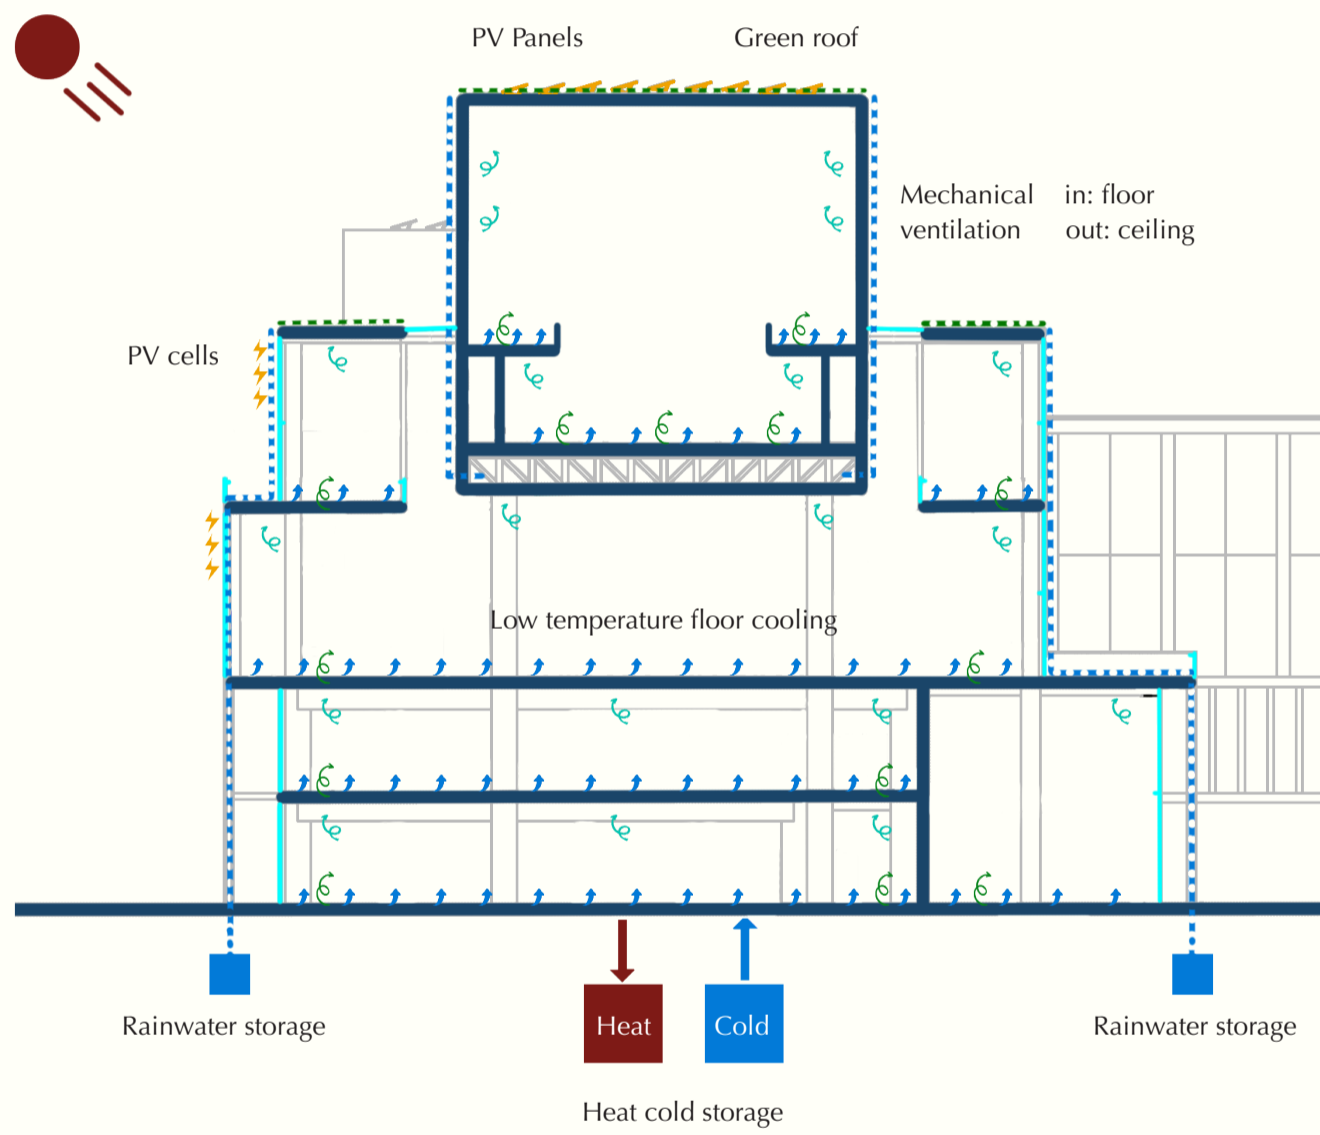 PV Panels
Green roof
Mechanical in: floor
ventilation out: ceiling
PV cells
Low temperature floor cooling
Heat
Cold
Rainwater storage
Rainwater storage
Heat cold storage